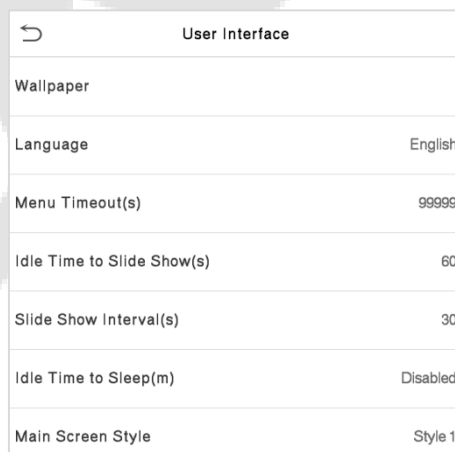 User Interface
Wallpaper
Language English
Menu Timeout(s) 99999
Idle Time to Slide Show(s) 60
Slide Show Interval(s) 30
Idle Time to Sleep(m) Disabled
Main Screen Style Style 1